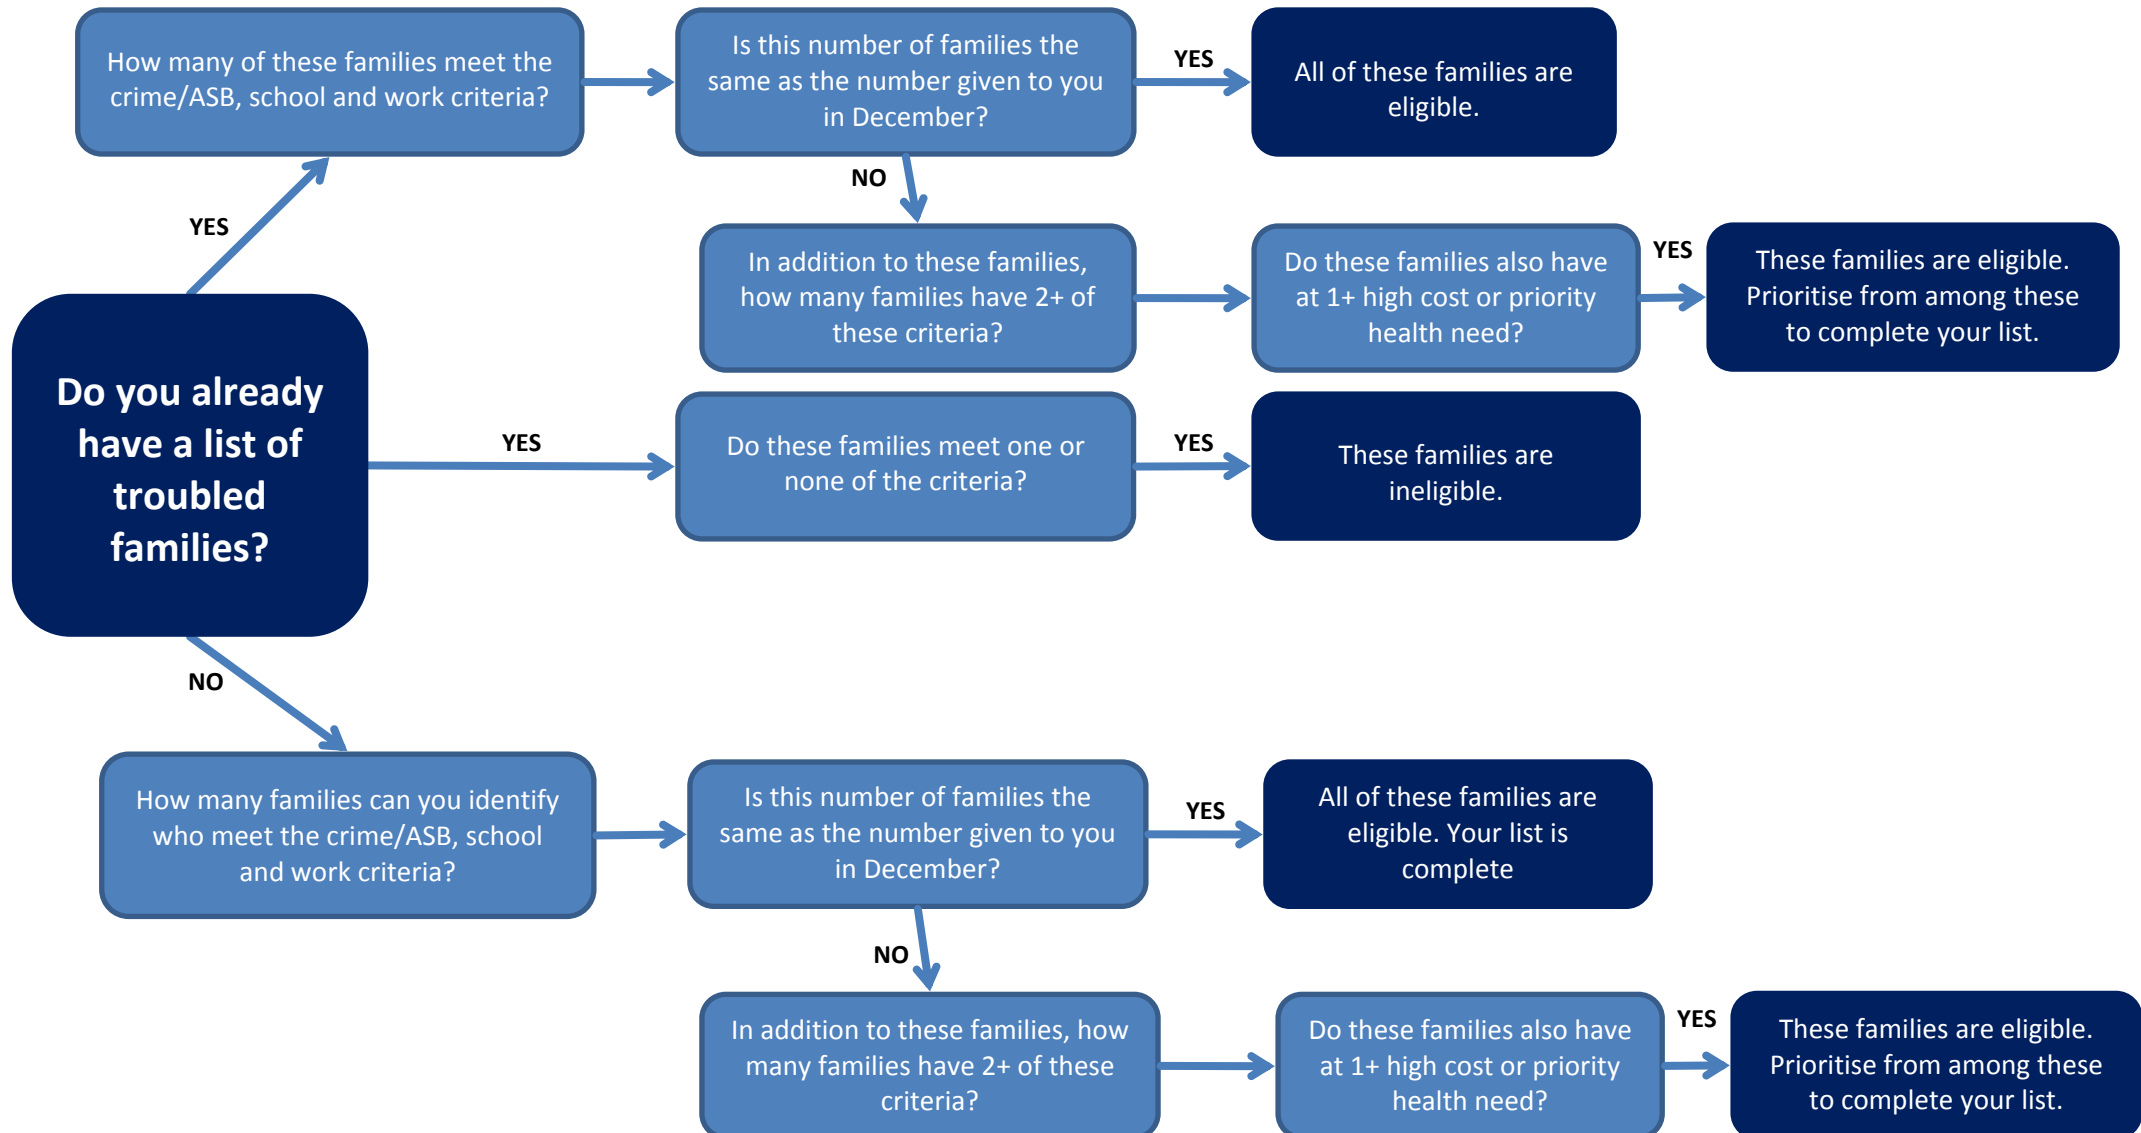 How many of these families meet the
crime/ASB, school and work criteria?
Is this number of families the
same as the number given to you
in December?
YES
All of these families are
eligible.
NO
YES
In addition to these families,
how many families have 2+ of
these criteria?
Do these families also have
at 1+ high cost or priority
health need?
YES
These families are eligible.
Prioritise from among these
to complete your list.
Do you already
have a list of
troubled
families?
YES
Do these families meet one or
none of the criteria?
YES
These families are
ineligible.
NO
How many families can you identify
who meet the crime/ASB, school
and work criteria?
Is this number of families the
same as the number given to you
in December?
YES
All of these families are
eligible. Your list is
complete
NO
In addition to these families, how
many families have 2+ of these
criteria?
Do these families also have
at 1+ high cost or priority
health need?
YES
These families are eligible.
Prioritise from among these
to complete your list.